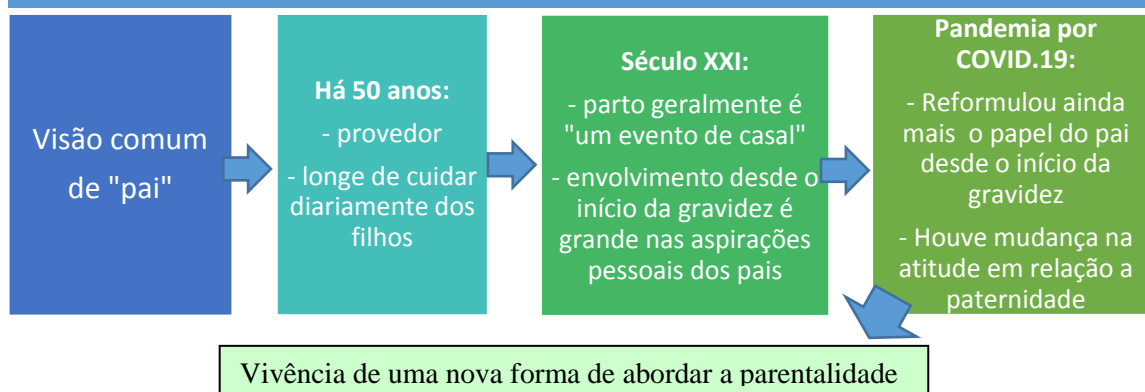 Visão comum
de "pai"
Há 50 anos:
- provedor
- longe de cuidar
diariamente dos
filhos
Século XXI:
- parto geralmente é
"um evento de casal"
- envolvimento desde o
início da gravidez é
grande nas aspirações
pessoais dos pais
Pandemia por
COVID.19:
- Reformulou ainda
mais o papel do pai
desde o início da
gravidez
- Houve mudança na
atitude em relação a
paternidade
Vivência de uma nova forma de abordar a parentalidade